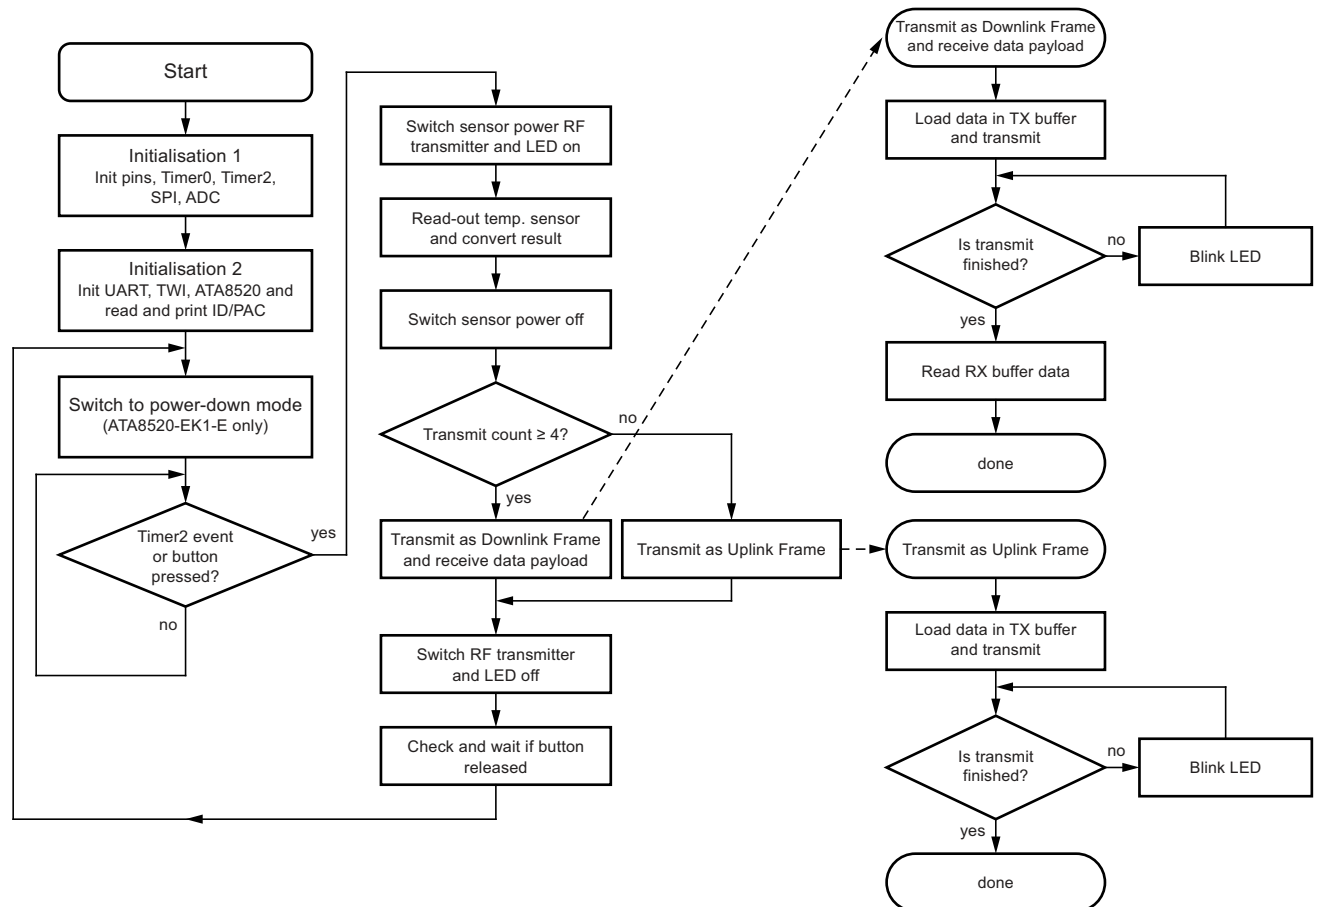 Start
Initialisation 1
Init pins, Timer0, Timer2,
SPI, ADC
Initialisation 2
Init UART, TWI, ATA8520 and
read and print ID/PAC
Switch to power-down mode
(ATA8520-EK1-E only)
Timer2 event
or button
pressed?
yes
no
Switch sensor power RF
transmitter and LED on
Read-out temp. sensor
and convert result
Switch sensor power off
Transmit count ≥ 4?
no
yes
Transmit as Downlink Frame
and receive data payload
Transmit as Uplink Frame
Switch RF transmitter
and LED off
Check and wait if button
released
Transmit as Downlink Frame
and receive data payload
Load data in TX buffer
and transmit
Is transmit
finished?
no
Blink LED
yes
Read RX buffer data
done
Transmit as Uplink Frame
Load data in TX buffer
and transmit
Is transmit
finished?
no
Blink LED
yes
done